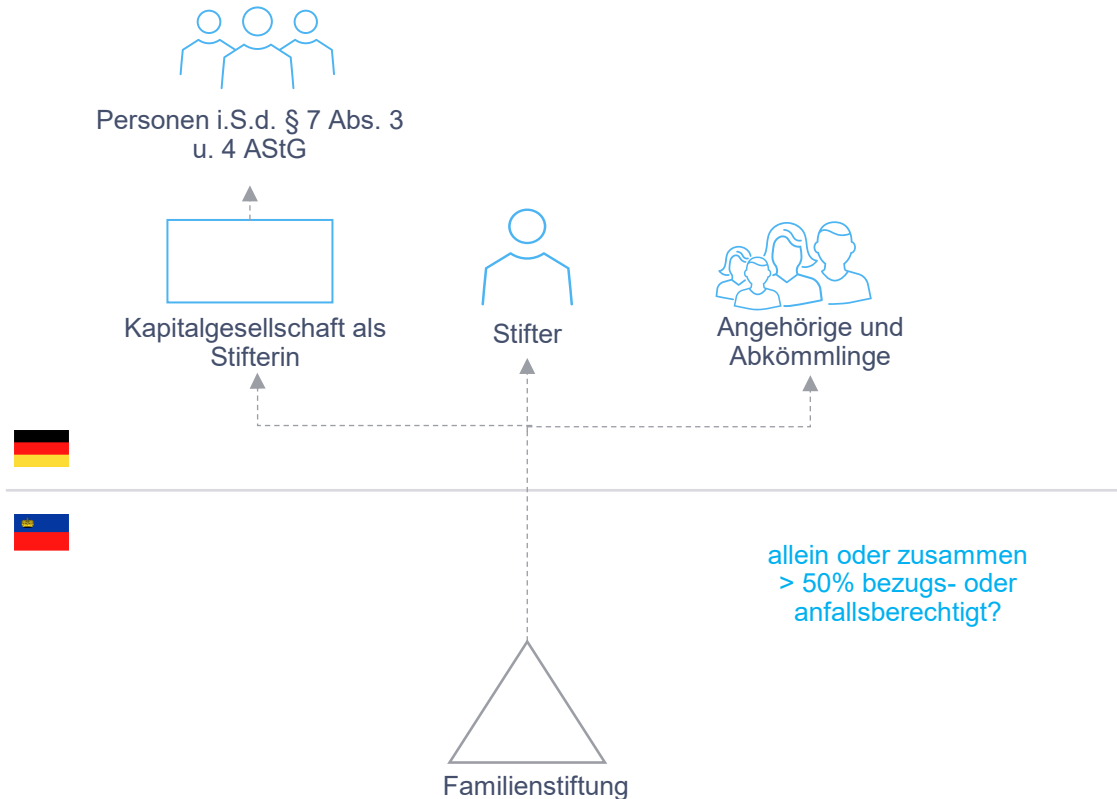 Personen i.S.d. § 7 Abs. 3
u. 4 AStG
Kapitalgesellschaft als
Stifterin
Stifter
Angehörige und
Abkömmlinge
allein oder zusammen
> 50% bezugs- oder
anfallsberechtigt?
Familienstiftung